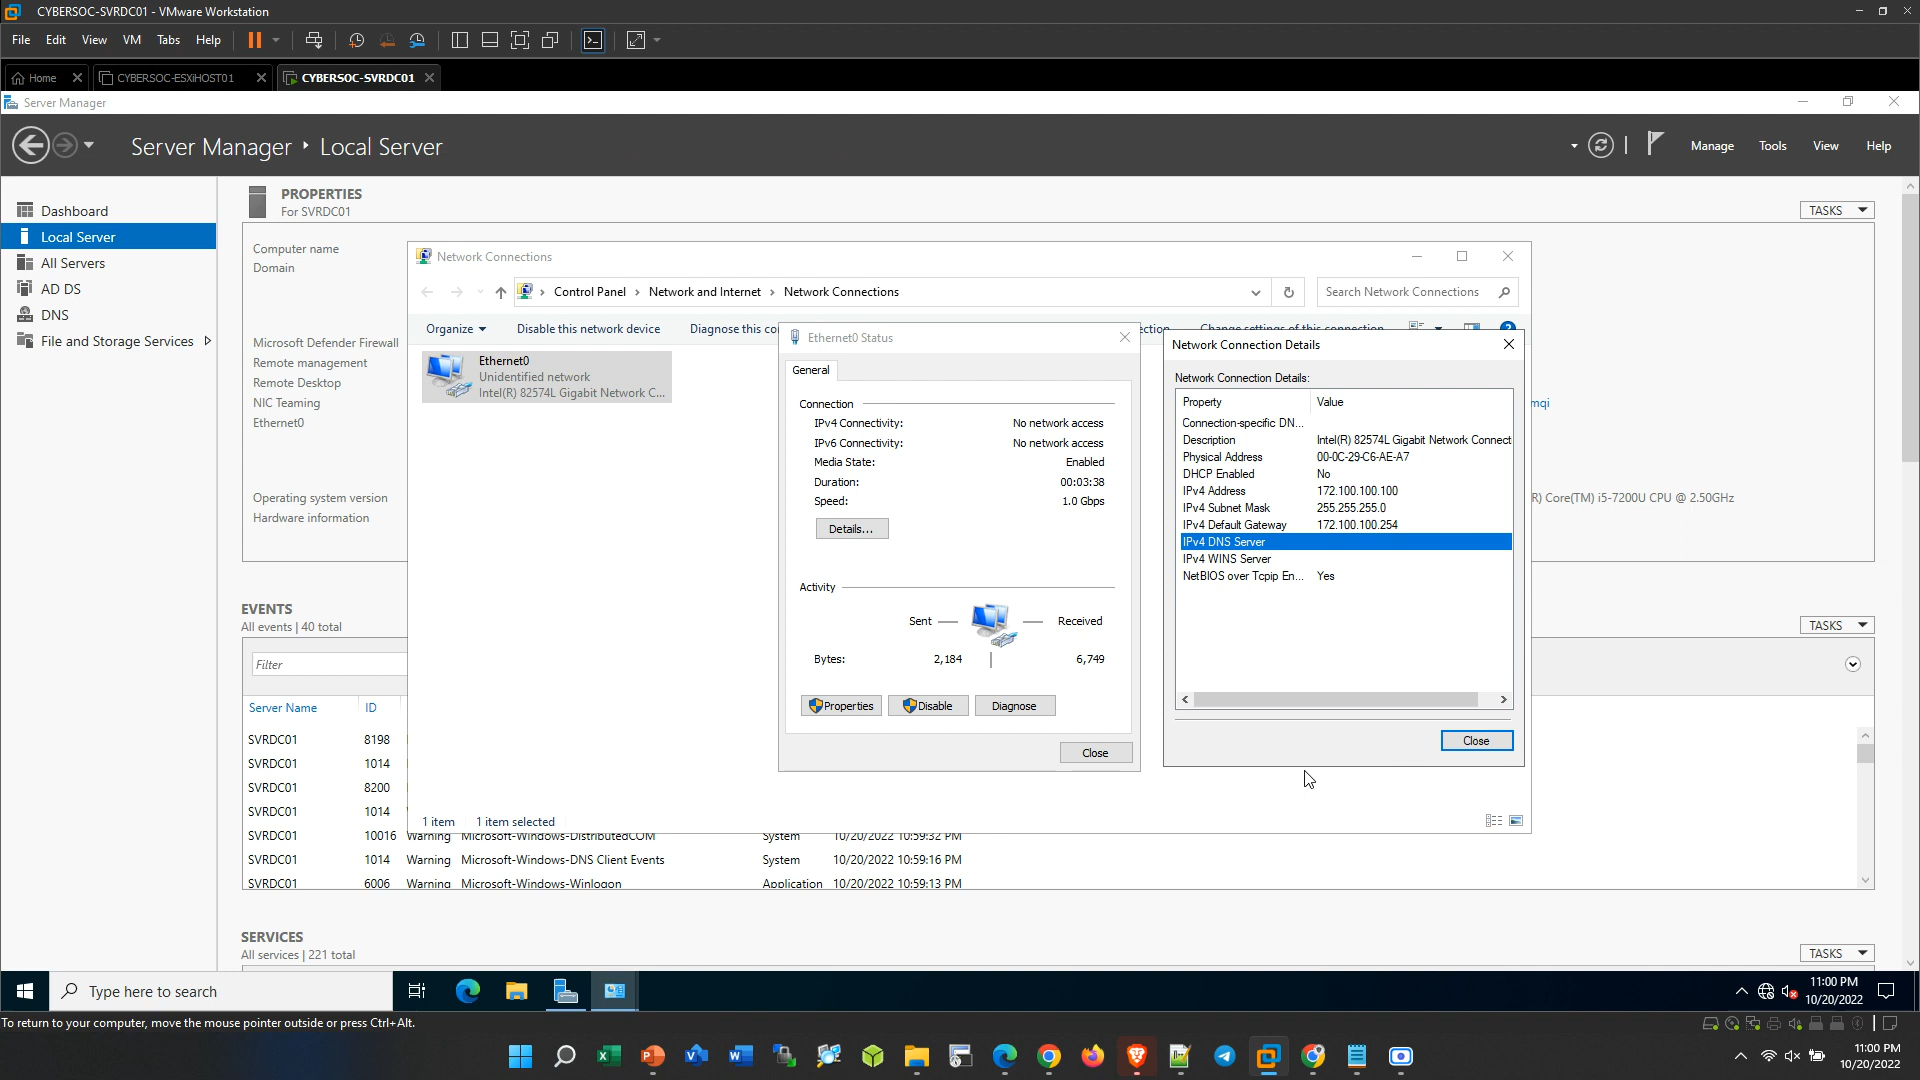 CYBERSOC-SVRDC01 - VMware Workstation
File Edit View VM Tabs Help
Home CYBERSOC-ESXiHOST01 CYBERSOC-SVRDC01
Server Manager
Server Manager Local Server Manage Tools View Help
Dashboard
Local Server
All Servers
AD DS
DNS
File and Storage Services
PROPERTIES
For SVRDC01
TASKS
Computer name
Domain
Microsoft Defender Firewall
Remote management
Remote Desktop
NIC Teaming
Ethernet0
Operating system version
Hardware information
mqi
R) Core(TM) i5-7200U CPU @ 2.50GHz
Network Connections
Control Panel Network and Internet Network Connections
Search Network Connections
Organize Disable this network device Diagnose this co
ection Change settings of this connection
Ethernet0
Unidentified network
Intel(R) 82574L Gigabit Network C...
1 item 1 item selected
Ethernet0 Status
General
Connection
IPv4 Connectivity: No network access
IPv6 Connectivity: No network access
Media State: Enabled
Duration: 00:03:38
Speed: 1.0 Gbps
Details...
Activity
Sent Received
Bytes: 2,184 6,749
Properties Disable Diagnose
Close
Network Connection Details
Network Connection Details:
Property Value
Connection-specific DN...
Description Intel(R) 82574L Gigabit Network Connect
Physical Address 00-0C-29-C6-AE-A7
DHCP Enabled No
IPv4 Address 172.100.100.100
IPv4 Subnet Mask 255.255.255.0
IPv4 Default Gateway 172.100.100.254
IPv4 DNS Server
IPv4 WINS Server
NetBIOS over Tcpip En... Yes
Close
EVENTS
All events | 40 total
TASKS
Filter
Server Name ID
SVRDC01 8198
SVRDC01 1014
SVRDC01 8200
SVRDC01 1014
SVRDC01 10016 Warning Microsoft-Windows-DistributedCOM System 10/20/2022 10:59:32 PM
SVRDC01 1014 Warning Microsoft-Windows-DNS Client Events System 10/20/2022 10:59:16 PM
SVRDC01 6006 Warning Microsoft-Windows-Winlogon Application 10/20/2022 10:59:13 PM
SERVICES
All services | 221 total
TASKS
Type here to search
11:00 PM
10/20/2022
To return to your computer, move the mouse pointer outside or press Ctrl+Alt.
11:00 PM
10/20/2022